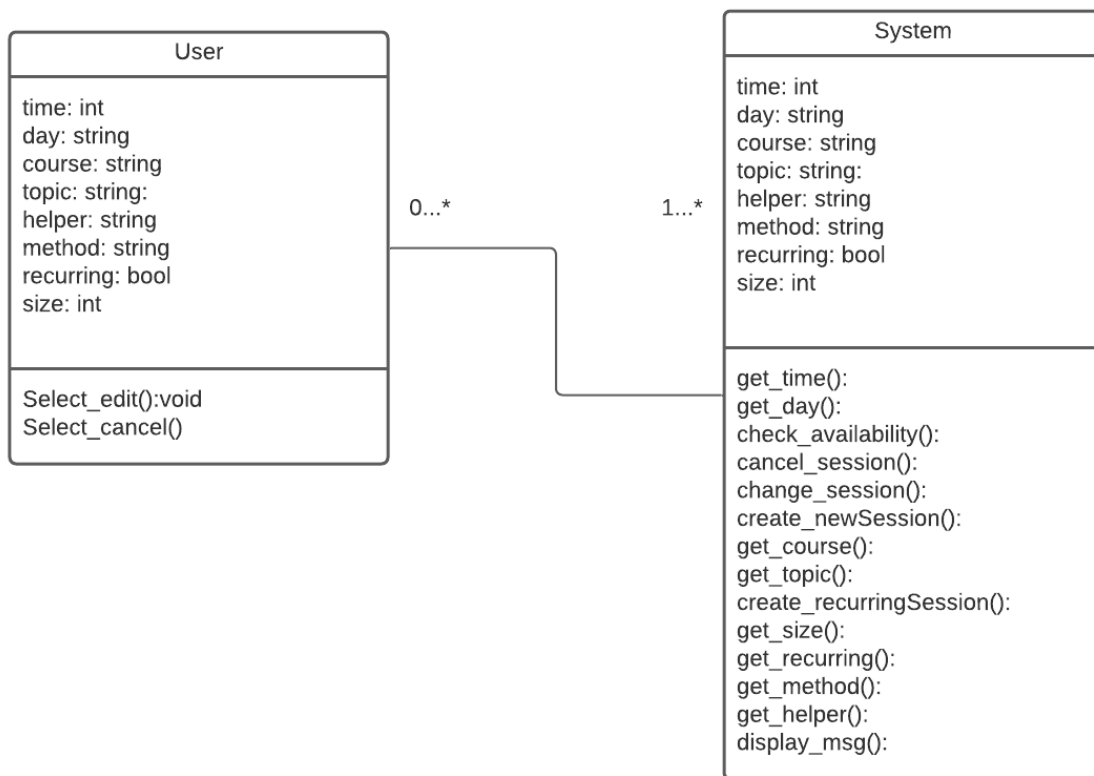 User
time: int
day: string
course: string
topic: string:
helper: string
method: string
recurring: bool
size: int
Select_edit():void
Select_cancel()
0...*
1...*
System
time: int
day: string
course: string
topic: string:
helper: string
method: string
recurring: bool
size: int
get_time():
get_day():
check_availability():
cancel_session():
change_session():
create_newSession():
get_course():
get_topic():
create_recurringSession():
get_size():
get_recurring():
get_method():
get_helper():
display_msg():